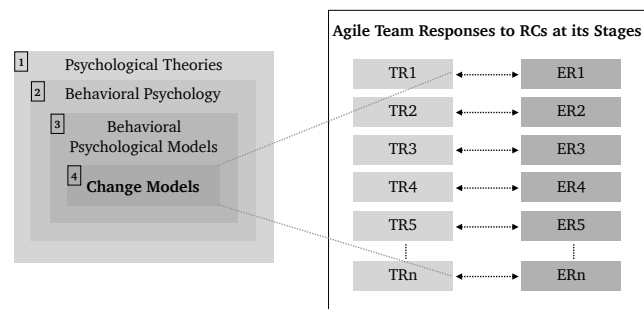 Agile Team Responses to RCs at its Stages
1
Psychological Theories
2
Behavioral Psychology
3
Behavioral
Psychological Models
4
Change Models
TR1
ER1
TR2
ER2
TR3
ER3
TR4
ER4
TR5
ER5
TRn
ERn